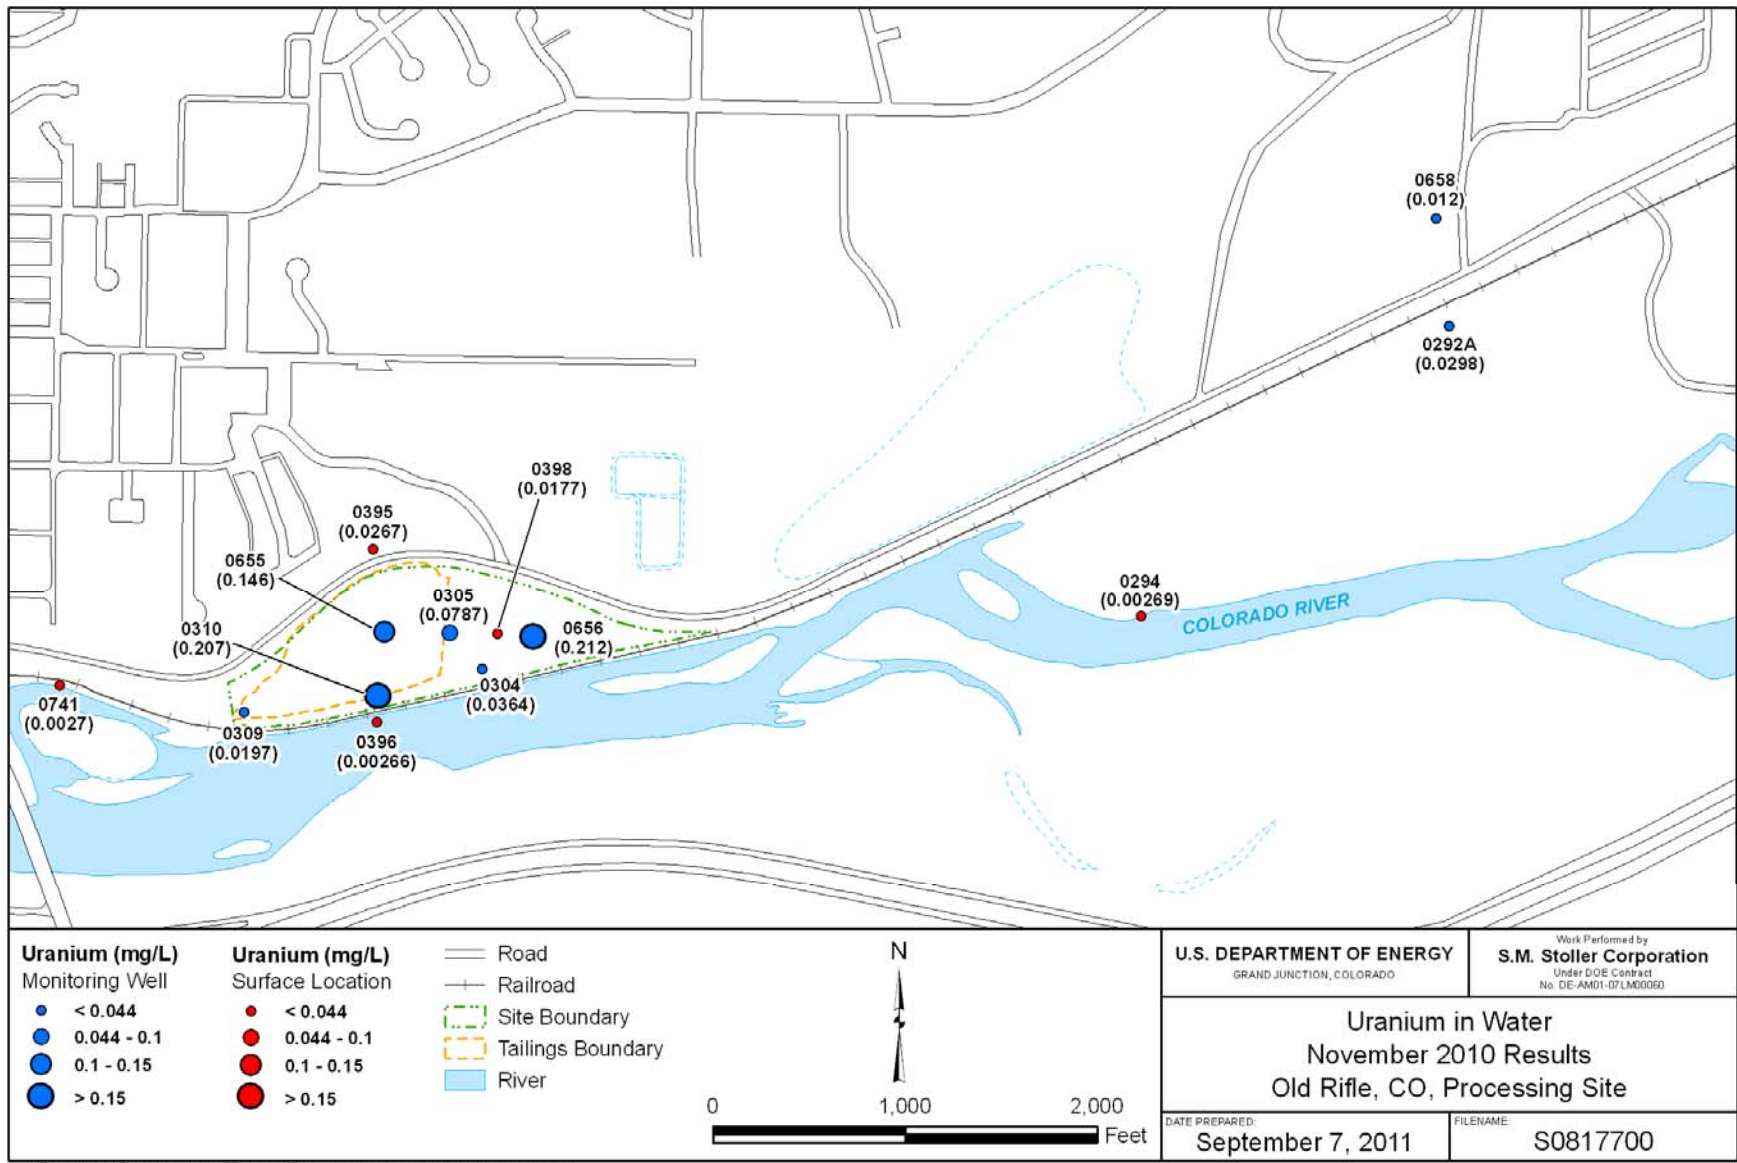 0658
(0.012)
0292A
(0.0298)
0398
(0.0177)
0395
(0.0267)
0655
(0.146)
0305
(0.0787)
0294
(0.00269)
COLORADO RIVER
0310
(0.207)
0656
(0.212)
0304
(0.0364)
0741
(0.0027)
0309
(0.0197)
0396
(0.00266)
Uranium (mg/L)
Monitoring Well
< 0.044
0.044 - 0.1
0.1 - 0.15
> 0.15
Uranium (mg/L)
Surface Location
< 0.044
0.044 - 0.1
0.1 - 0.15
> 0.15
Road
Railroad
Site Boundary
Tailings Boundary
River
N
0 1,000 2,000
Feet
U.S. DEPARTMENT OF ENERGY
GRAND JUNCTION, COLORADO
Work Performed by
S.M. Stoller Corporation
Under DOE Contract
No. DE-AM01-07LM00060
Uranium in Water
November 2010 Results
Old Rifle, CO, Processing Site
DATE PREPARED:
September 7, 2011
FILENAME:
S0817700